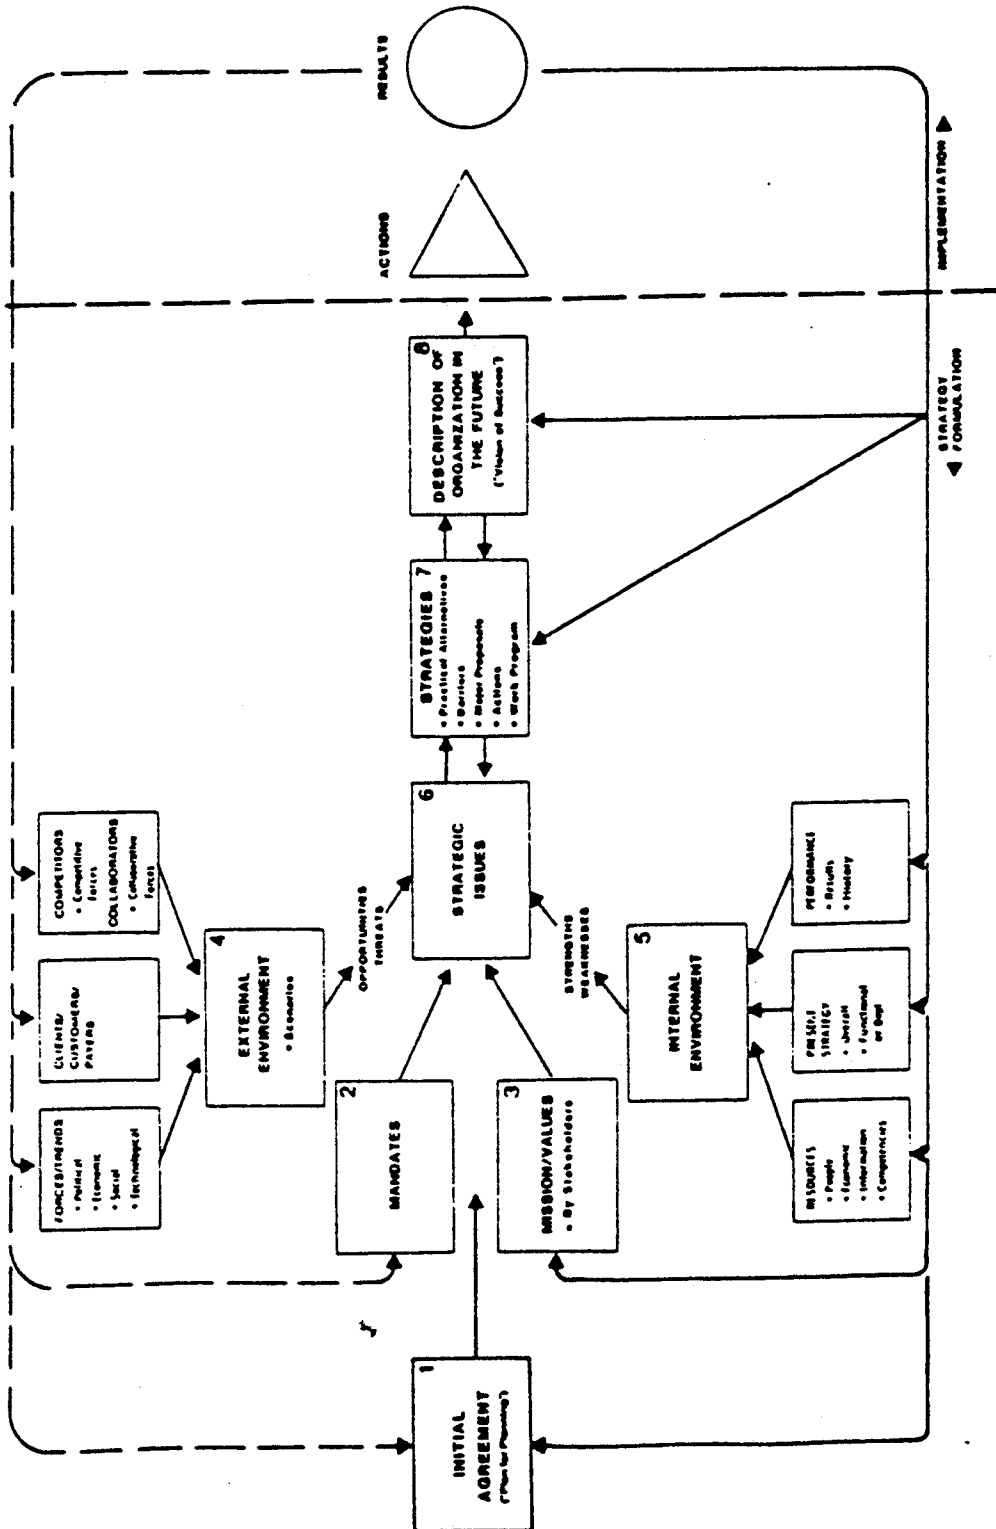 1
INITIAL
AGREEMENT
("Plan for Planning")
2
MANDATES
3
MISSION/VALUES
• By Stakeholders
FORCES/TRENDS
• Political
• Economic
• Social
• Technological
CLIENTS/
CUSTOMERS/
PAYERS
COMPETITORS
• Competitive
forces
COLLABORATORS
• Collaborative
forces
4
EXTERNAL
ENVIRONMENT
• Scenarios
OPPORTUNITIES
THREATS
RESOURCES
• People
• Economic
• Information
• Competencies
PRESENT
STRATEGY
• Overall
• Functional
or Dept
PERFORMANCE
• Results
• History
5
INTERNAL
ENVIRONMENT
STRENGTHS
WEAKNESSES
6
STRATEGIC
ISSUES
7
STRATEGIES
• Practical Alternatives
• Barriers
• Major Proposals
• Actions
• Work Program
8
DESCRIPTION OF
ORGANIZATION IN
THE FUTURE
("Vision of Success")
ACTIONS
RESULTS
STRATEGY
FORMULATION
IMPLEMENTATION